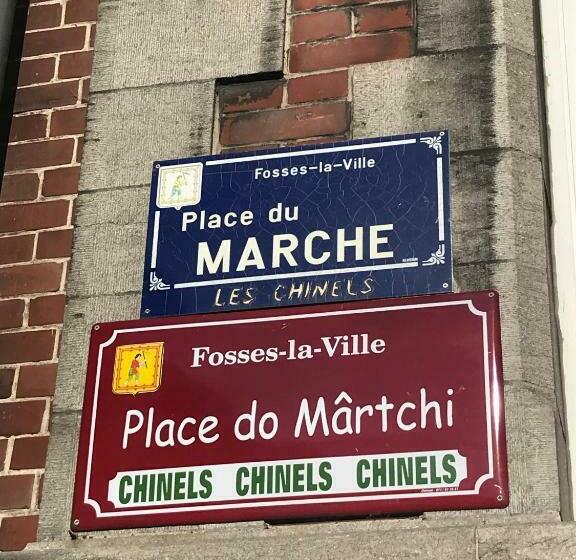 Fosses-la-Ville
Place du
MARCHE
LES CHINELS
Fosses-la-Ville
Place do Mârtchi
CHINELS CHINELS CHINELS